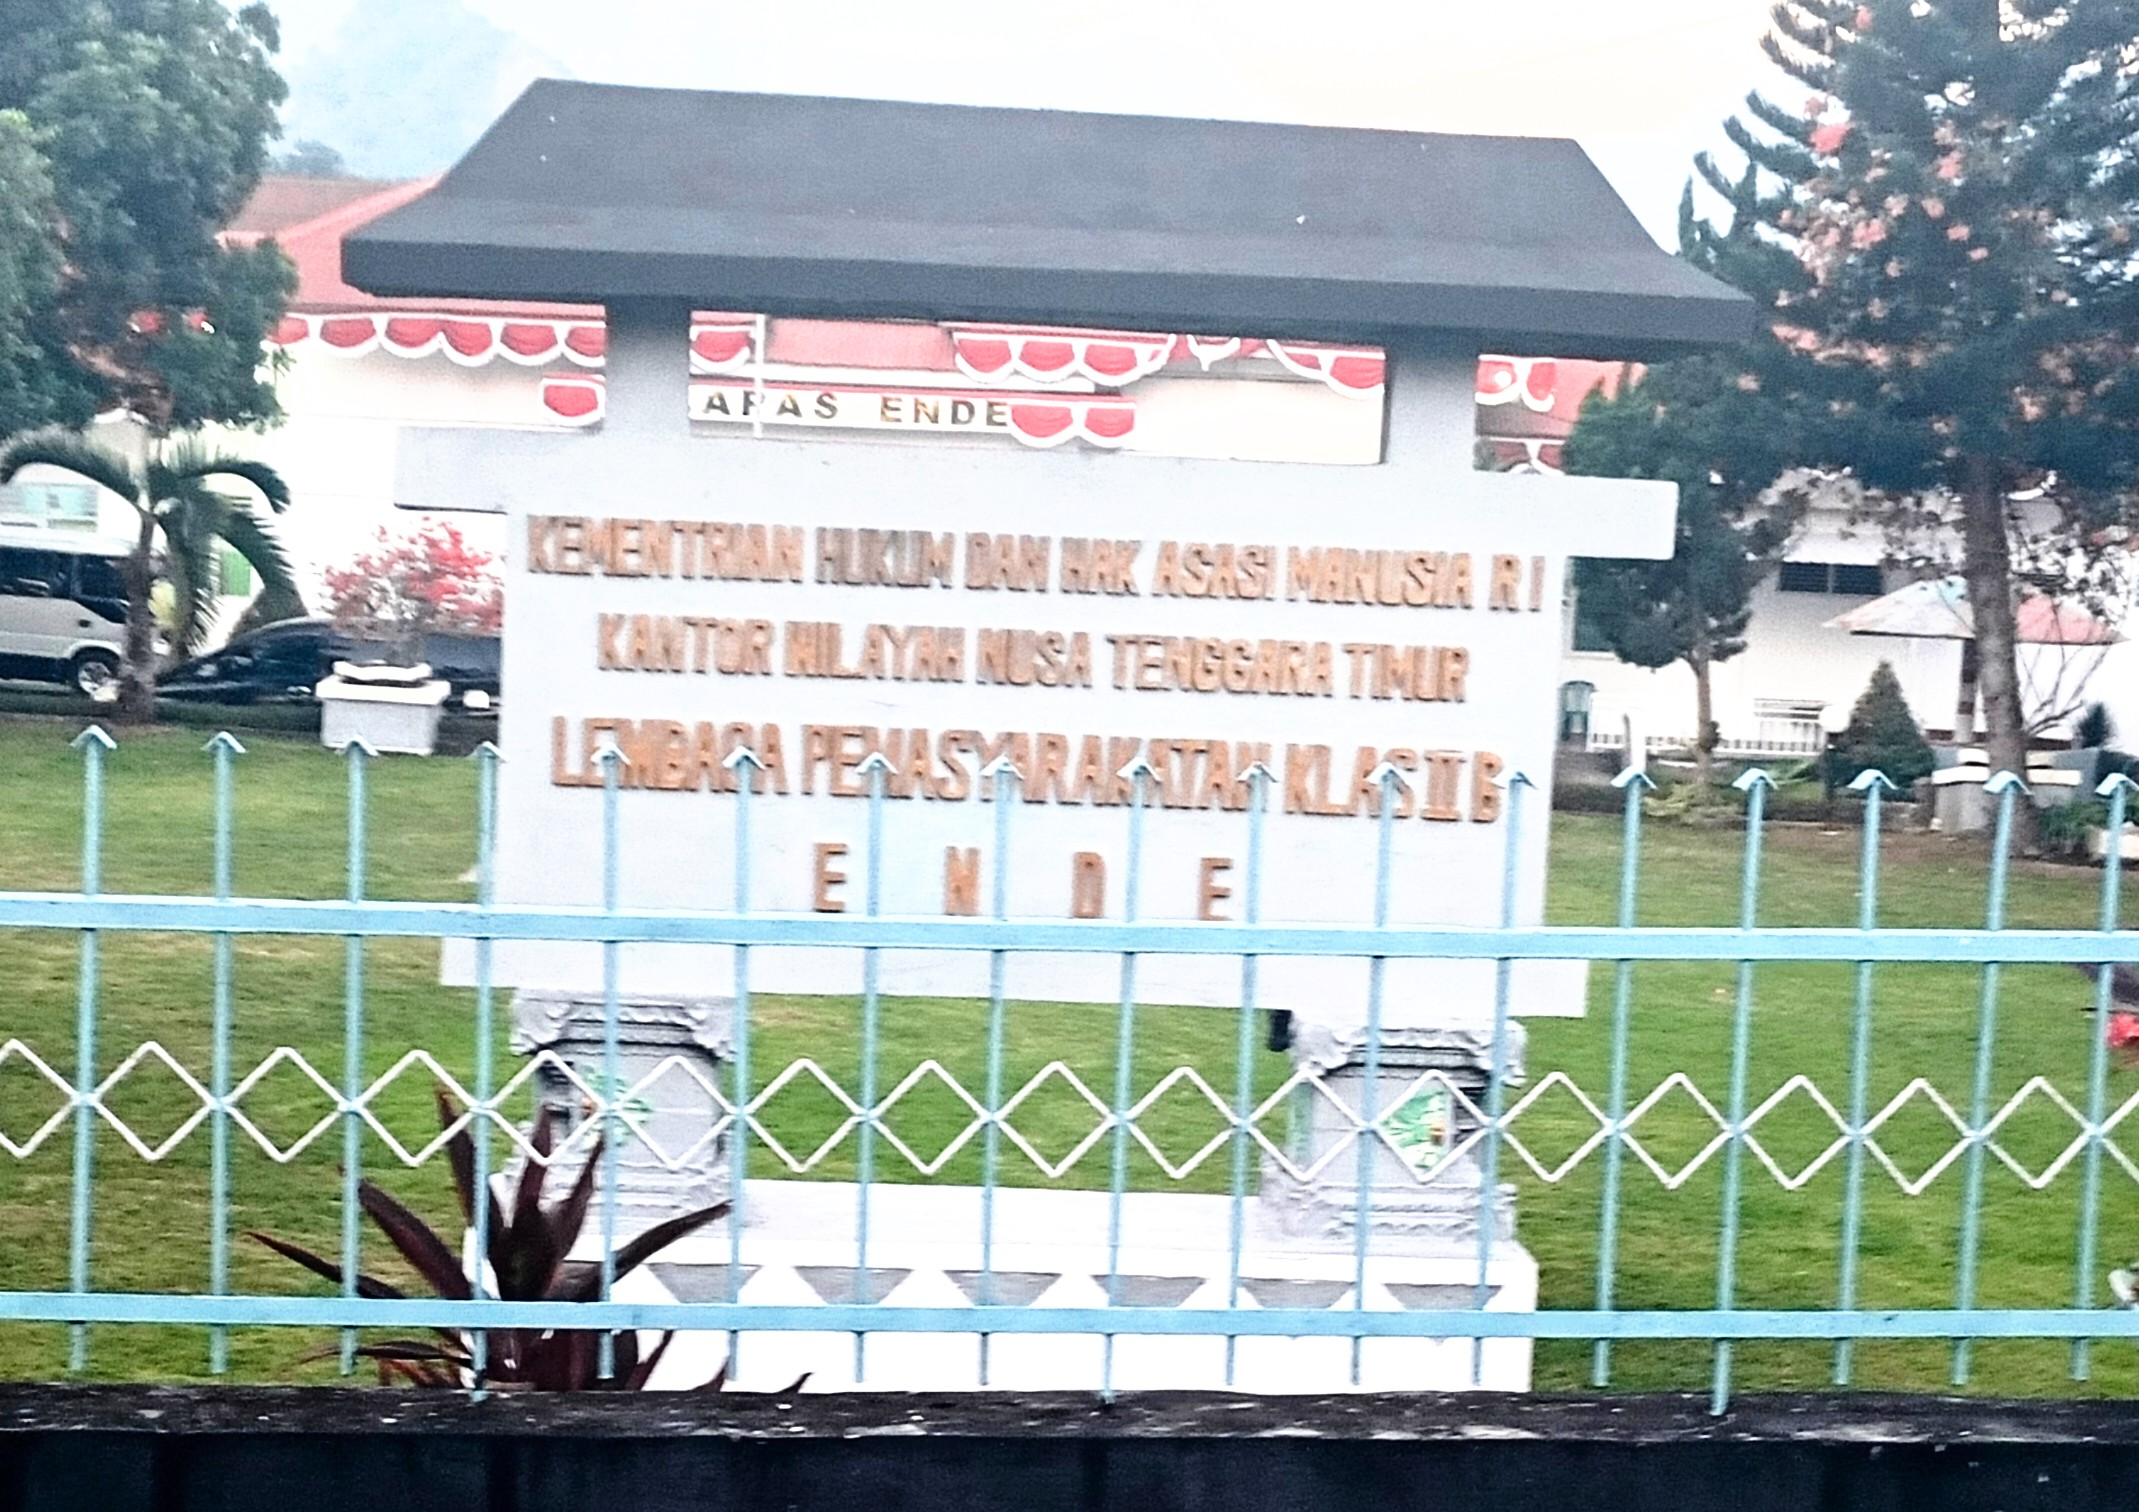 APAS ENDE
KEMENTRIAN HUKUM DAN HAK ASASI MANUSIA R I
KANTOR WILAYAH NUSA TENGGARA TIMUR
LEMBAGA PEMASYARAKATAN KLAS II B
E N D E